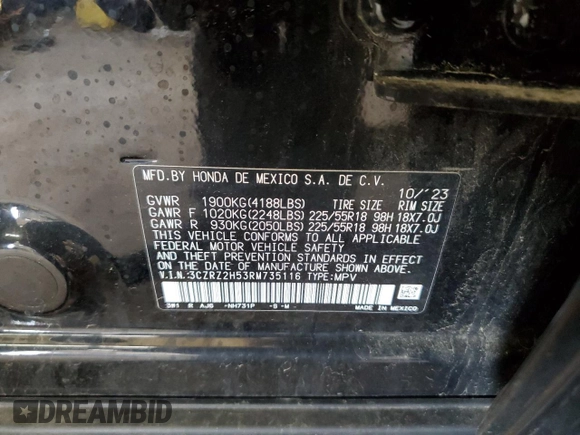 MFD.BY HONDA DE MEXICO S.A. DE C.V. 10/'23
GVWR 1900KG(4188LBS) TIRE SIZE RIM SIZE
GAWR F 1020KG(2248LBS) 225/55R18 98H 18X7.0J
GAWR R 930KG(2050LBS) 225/55R18 98H 18X7.0J
THIS VEHICLE CONFORMS TO ALL APPLICABLE
FEDERAL MOTOR VEHICLE SAFETY
AND THEFT PREVENTION STANDARDS IN EFFECT ON
THE DATE OF MANUFACTURE SHOWN ABOVE.
V.I.N.:3CZRZ2H53RM735116 TYPE:MPV
AJS -NH731P -S -M- MADE IN MEXICO
DREAMBID